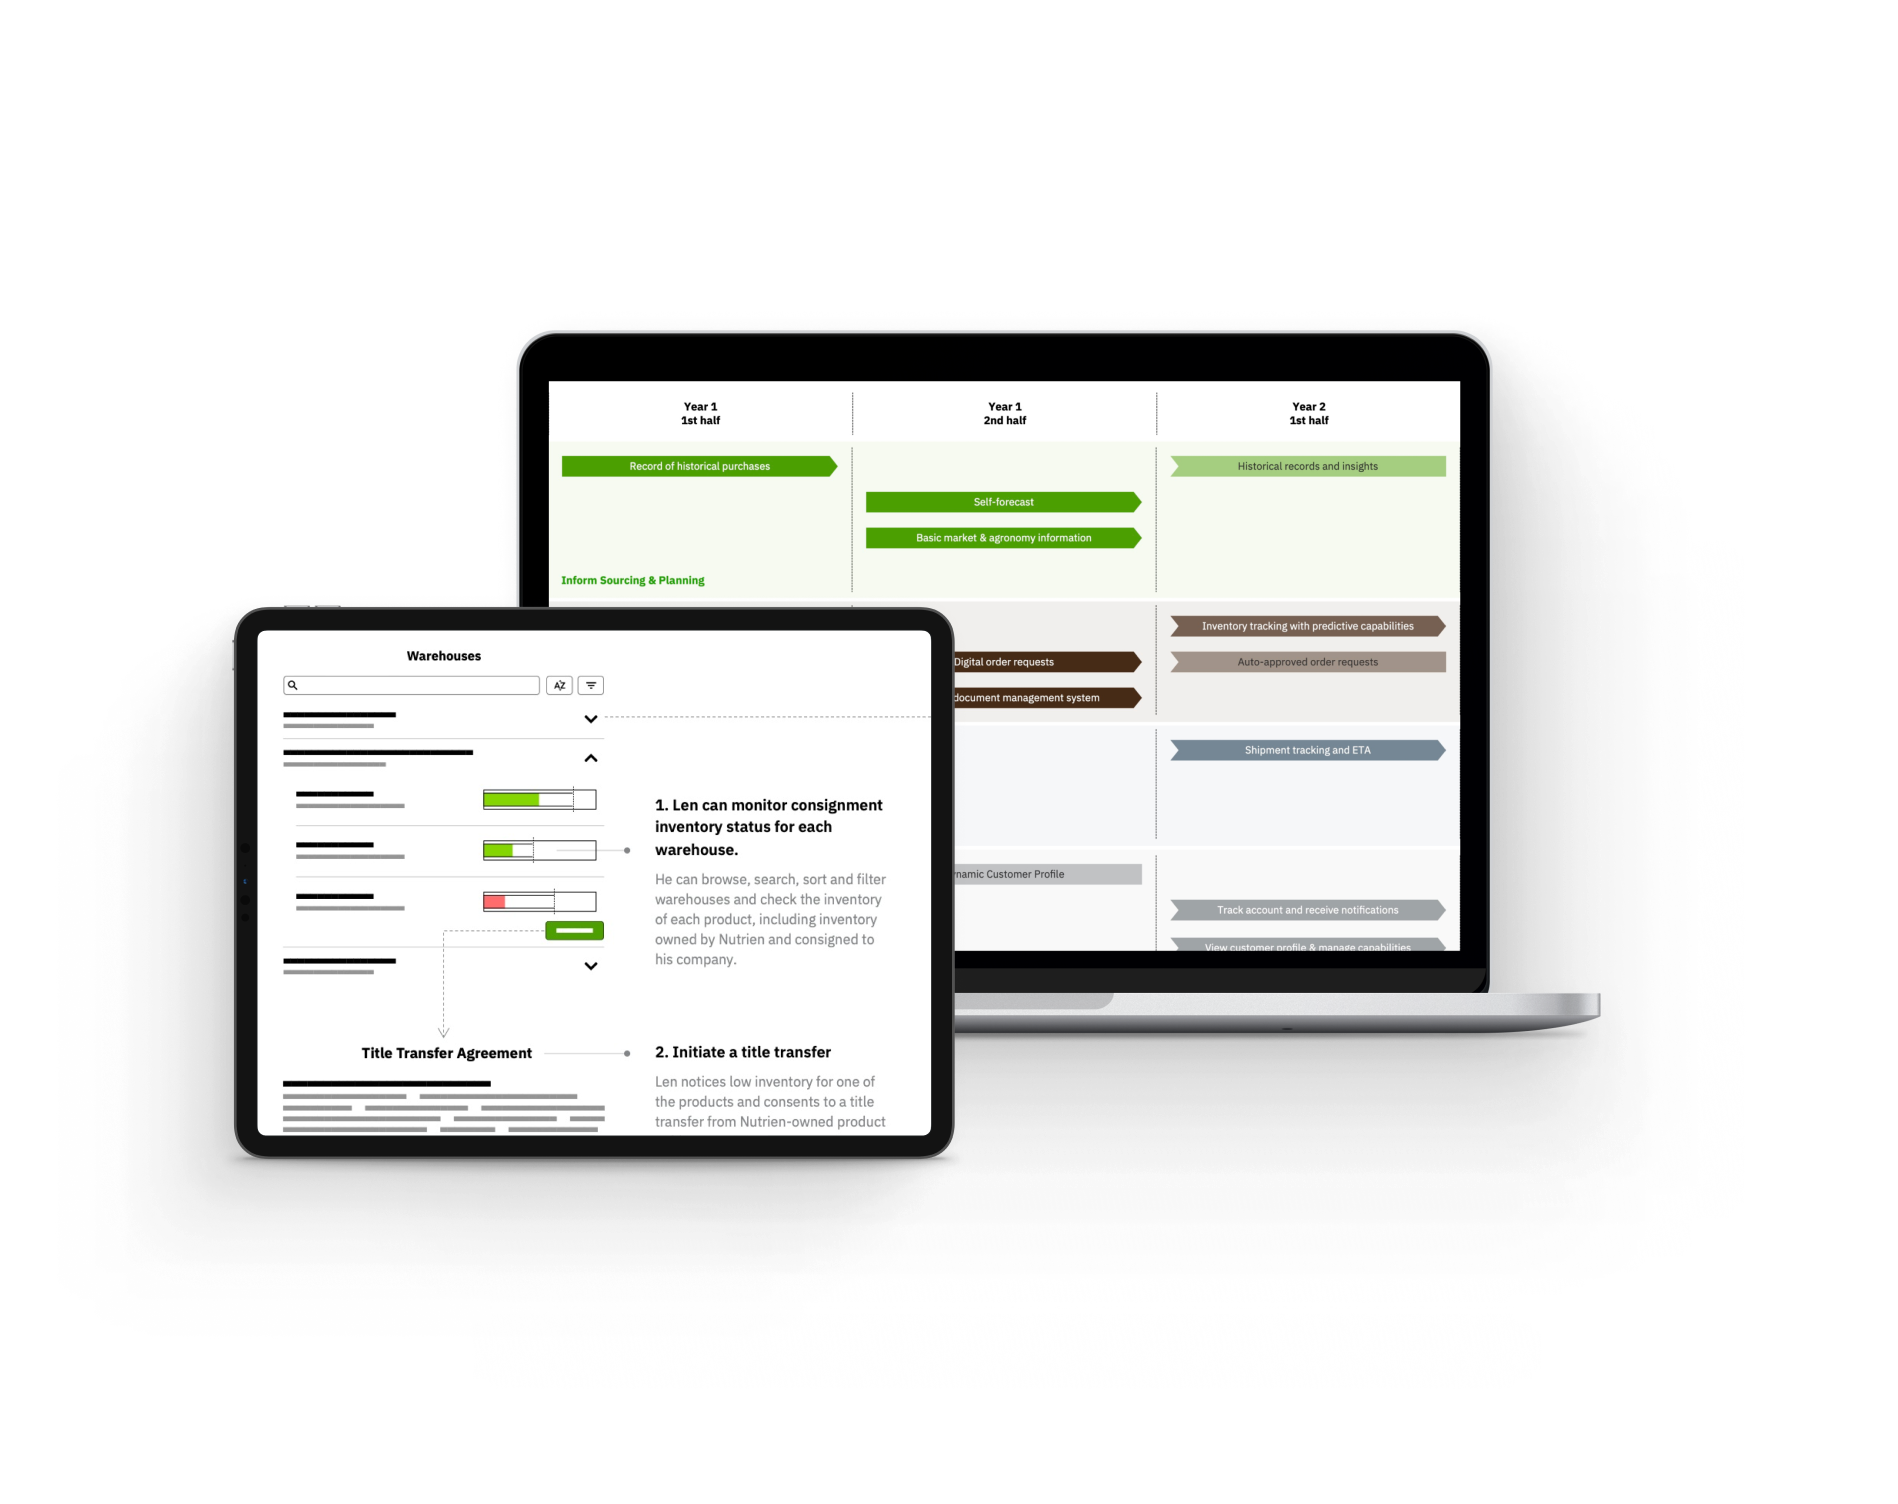 Year 1
1st half
Year 1
2nd half
Year 2
1st half
Record of historical purchases
Historical records and insights
Self-forecast
Basic market & agronomy information
Inform Sourcing & Planning
Inventory tracking with predictive capabilities
Digital order requests
Auto-approved order requests
document management system
Shipment tracking and ETA
Customer Profile
Track account and receive notifications
View customer profile & manage capabilities
Warehouses
AZ
1. Len can monitor consignment
inventory status for each
warehouse.
He can browse, search, sort and filter
warehouses and check the inventory
of each product, including inventory
owned by Nutrien and consigned to
his company.
Title Transfer Agreement
2. Initiate a title transfer
Len notices low inventory for one of
the products and consents to a title
transfer from Nutrien-owned product